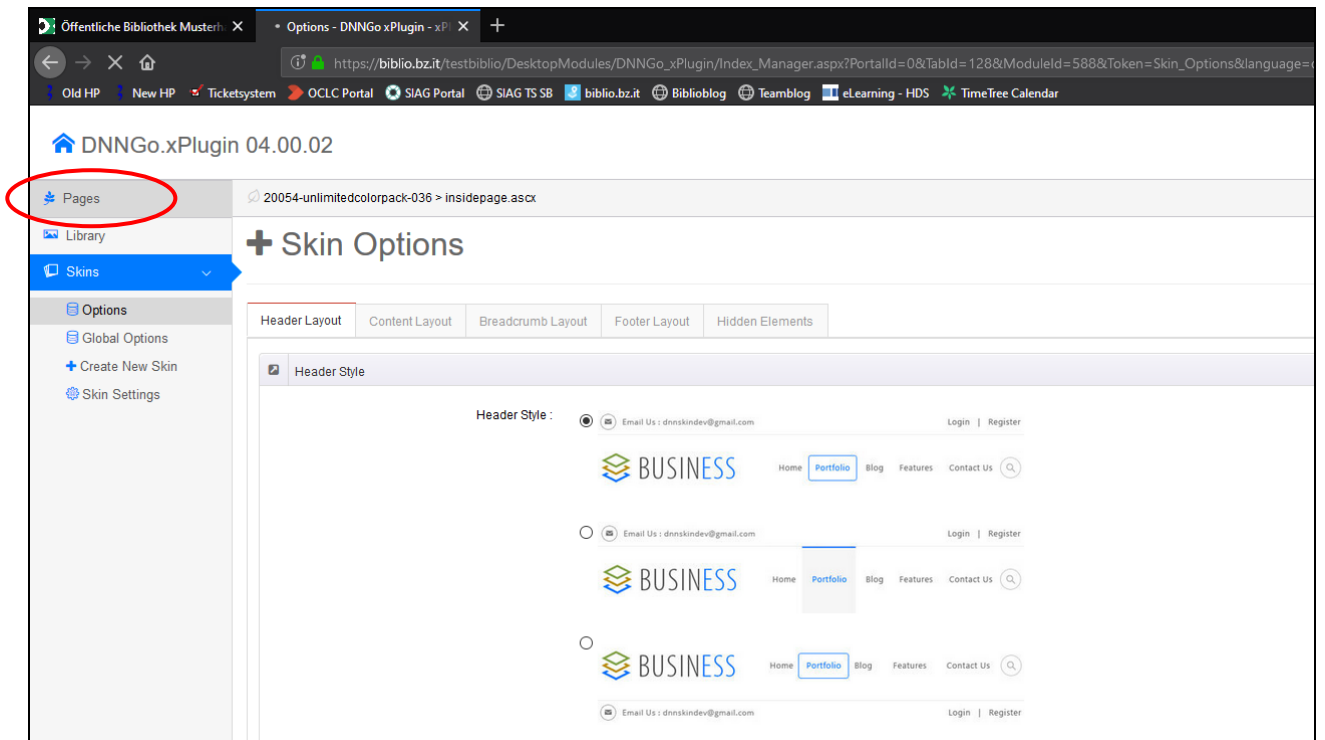 Öffentliche Bibliothek Musterh
Options - DNNGo xPlugin - xPl
https://biblio.bz.it/testbiblio/DesktopModules/DNNGo_xPlugin/Index_Manager.aspx?PortalId=0&TabId=128&ModuleId=588&Token=Skin_Options&language=
Old HP New HP Ticketsystem OCLC Portal SIAG Portal SIAG TS SB biblio.bz.it Biblioblog Teamblog eLearning - HDS TimeTree Calendar
DNNGo.xPlugin 04.00.02
Pages
20054-unlimitedcolorpack-036 > insidepage.ascx
Library
Skin Options
Skins
Options
Global Options
Create New Skin
Skin Settings
Header Layout Content Layout Breadcrumb Layout Footer Layout Hidden Elements
Header Style
Header Style :
Email Us : dnnskindev@gmail.com Login | Register
BUSINESS Home Portfolio Blog Features Contact Us
Email Us : dnnskindev@gmail.com Login | Register
BUSINESS Home Portfolio Blog Features Contact Us
BUSINESS Home Portfolio Blog Features Contact Us
Email Us : dnnskindev@gmail.com Login | Register